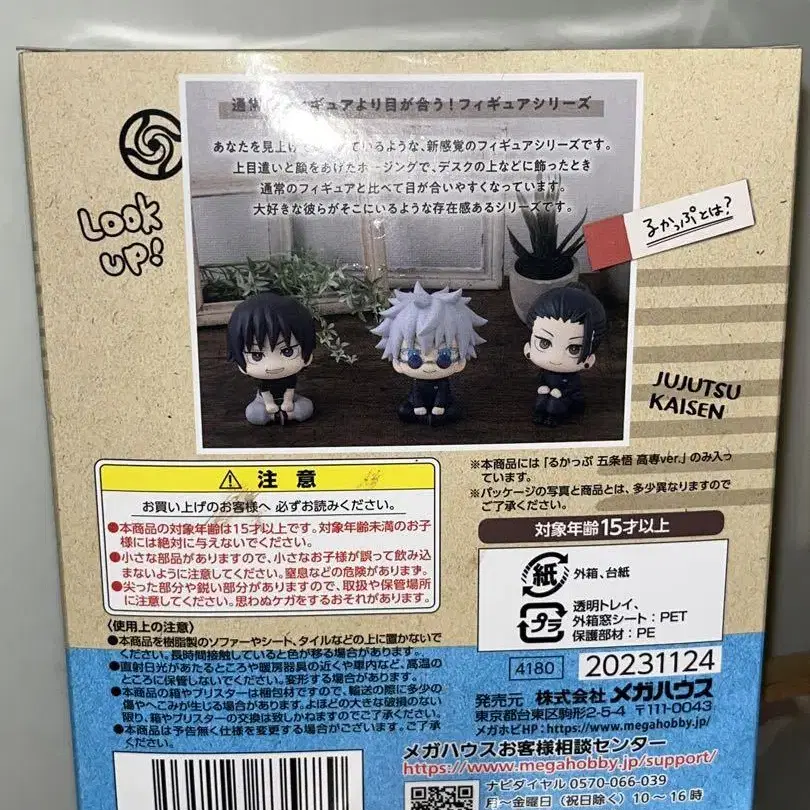 通常のフィギュアより目が合う!フィギュアシリーズ
あなたを見上げているような、新感覚のフィギュアシリーズです。
上目遣いと顔をあげたポージングで、デスクの上などに飾ったとき
通常のフィギュアと比べて目が合いやすくなっています。
大好きな彼らがそこにいるような存在感あるシリーズです。
Look
up!
るかっぷとは?
JUJUTSU
KAISEN
※本商品には「るかっぷ 五条悟 高専ver.」のみ入っ
ています。
※パッケージの写真と商品とは、多少異なりますので
ご了承ください。
対象年齢15才以上
注意
お買い上げのお客様へ 必ずお読みください。
●本商品の対象年齢は15才以上です。対象年齢未満のお子
様には絶対に与えないでください。
●小さな部品がありますので、小さなお子様が誤って飲み込
まないように注意してください。窒息などの危険があります。
●尖った部分や鋭い部分がありますので、取扱や保管場所
に注意してください。思わぬケガをするおそれがあります。
〈使用上の注意〉
●本商品を樹脂製のソファーやシート、タイルなどの上に置かないで
ください。長時間接触していると色が移る場合があります。
●直射日光があたるところや暖房器具の近くや車内など、高温の
ところに保管しないでください。変形する場合があります。
●本商品の箱やブリスターは梱包材ですので、輸送の際に多少の
傷やへこみが生じる場合があります。よほどの大きな破損のない
限り、箱やブリスターの交換は致しかねますのでご了承ください。
●本商品は予告無く仕様を変更する場合がございます。ご了承
ください。
紙
外箱、台紙
プラ
透明トレイ、
外箱窓シート:PET
保護部材:PE
4180
20231124
発売元 株式会社 メガハウス
東京都台東区駒形2-5-4 〒111-0043
メガホビHP:https://www.megahobby.jp/
メガハウスお客様相談センター
https://www.megahobby.jp/support/
ナビダイヤル 0570-066-039
月~金曜日(祝日除く)10~16時